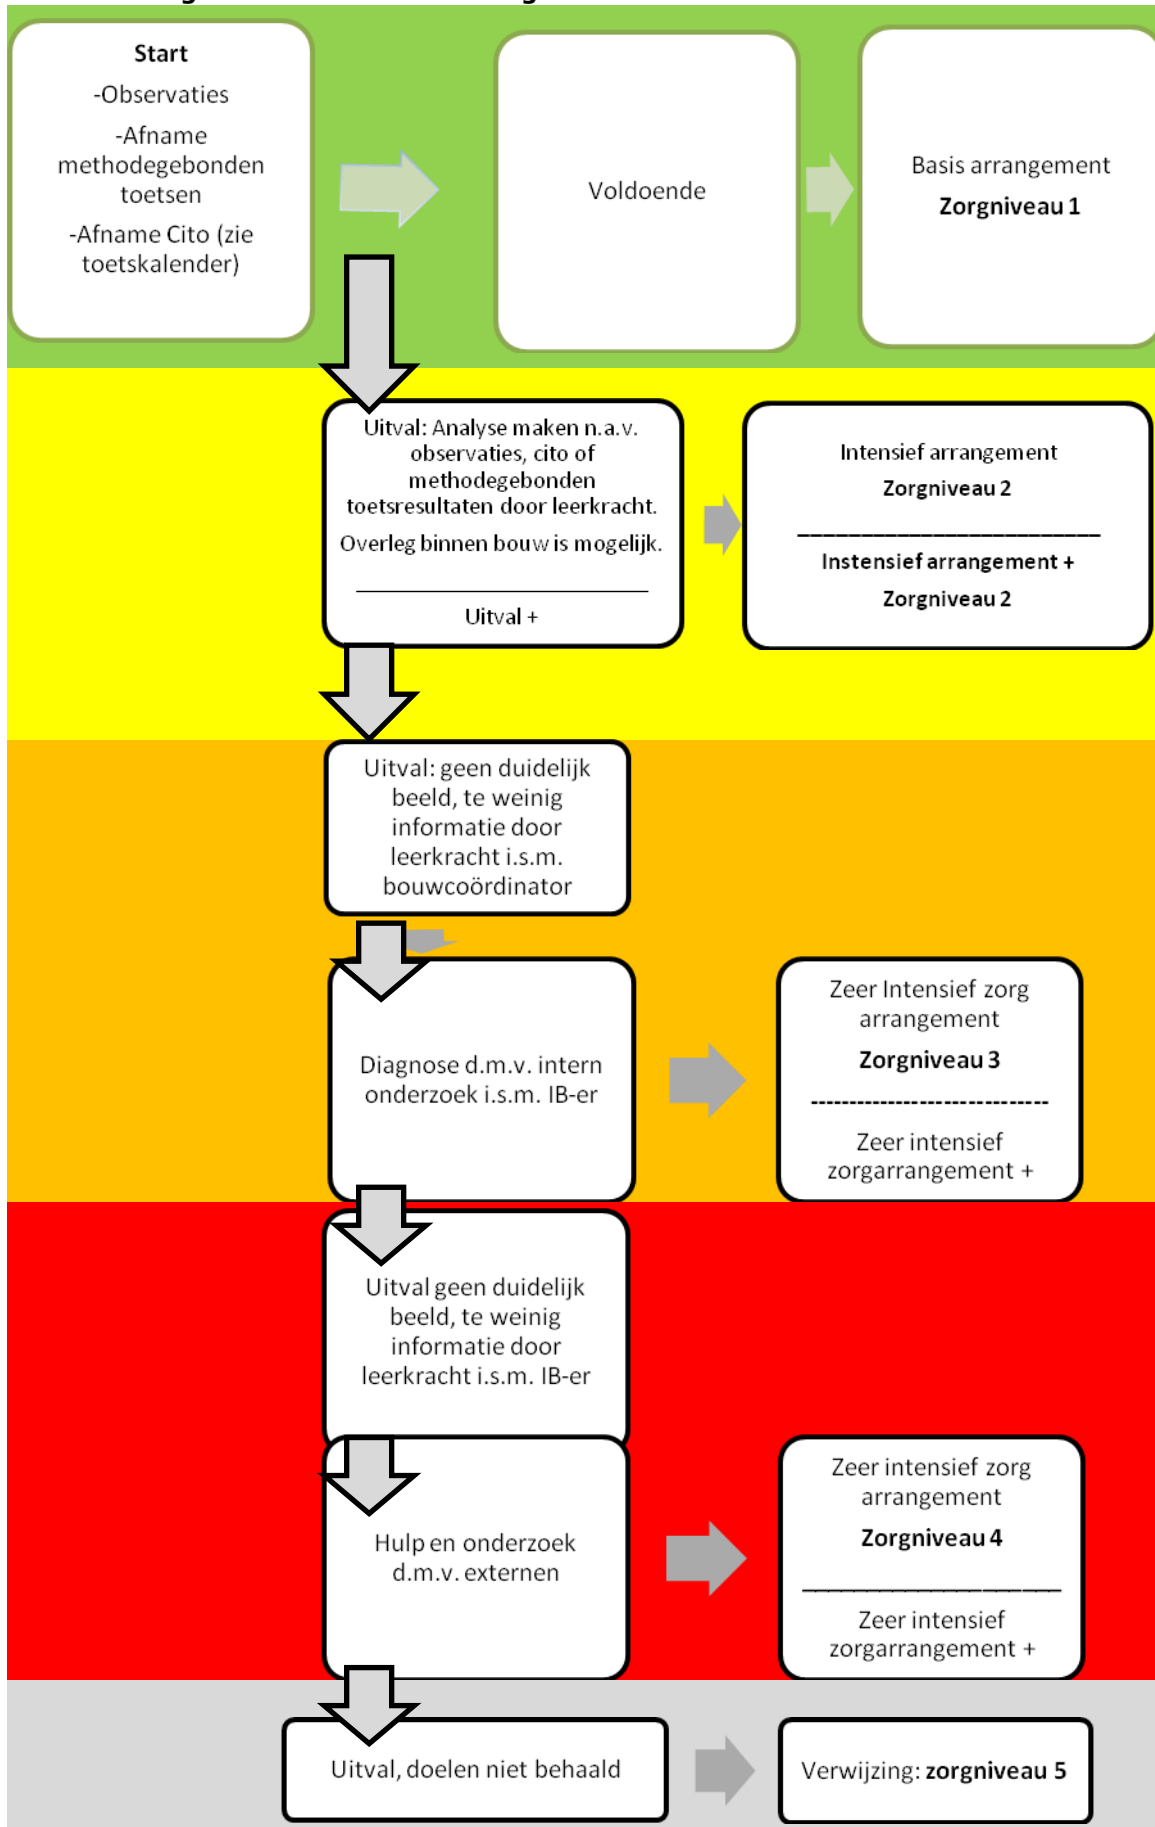 Start
-Observaties
-Afname
methodegebonden
toetsen
-Afname Cito (zie
toetskalender)
Voldoende
Basis arrangement
Zorgniveau 1
Uitval: Analyse maken n.a.v.
observaties, cito of
methodegebonden
toetsresultaten door leerkracht.
Overleg binnen bouw is mogelijk.
Uitval +
Intensief arrangement
Zorgniveau 2
Instensief arrangement +
Zorgniveau 2
Uitval: geen duidelijk
beeld, te weinig
informatie door
leerkracht i.s.m.
bouwcoördinator
Diagnose d.m.v. intern
onderzoek i.s.m. IB-er
Zeer Intensief zorg
arrangement
Zorgniveau 3
Zeer intensief
zorgarrangement +
Uitval geen duidelijk
beeld, te weinig
informatie door
leerkracht i.s.m. IB-er
Hulp en onderzoek
d.m.v. externen
Zeer intensief zorg
arrangement
Zorgniveau 4
Zeer intensief
zorgarrangement +
Uitval, doelen niet behaald
Verwijzing: zorgniveau 5